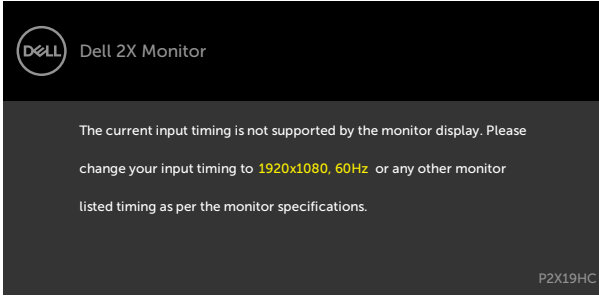 DELL
Dell 2X Monitor
The current input timing is not supported by the monitor display. Please
change your input timing to 1920x1080, 60Hz or any other monitor
listed timing as per the monitor specifications.
P2X19HC